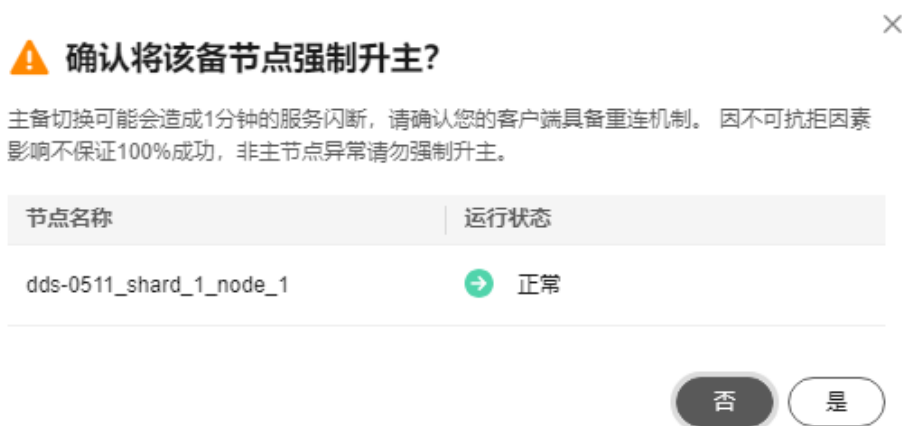 确认将该备节点强制升主？
主备切换可能会造成1分钟的服务闪断，请确认您的客户端具备重连机制。 因不可抗拒因素
影响不保证100%成功，非主节点异常请勿强制升主。
节点名称 运行状态
dds-0511_shard_1_node_1 正常
否 是